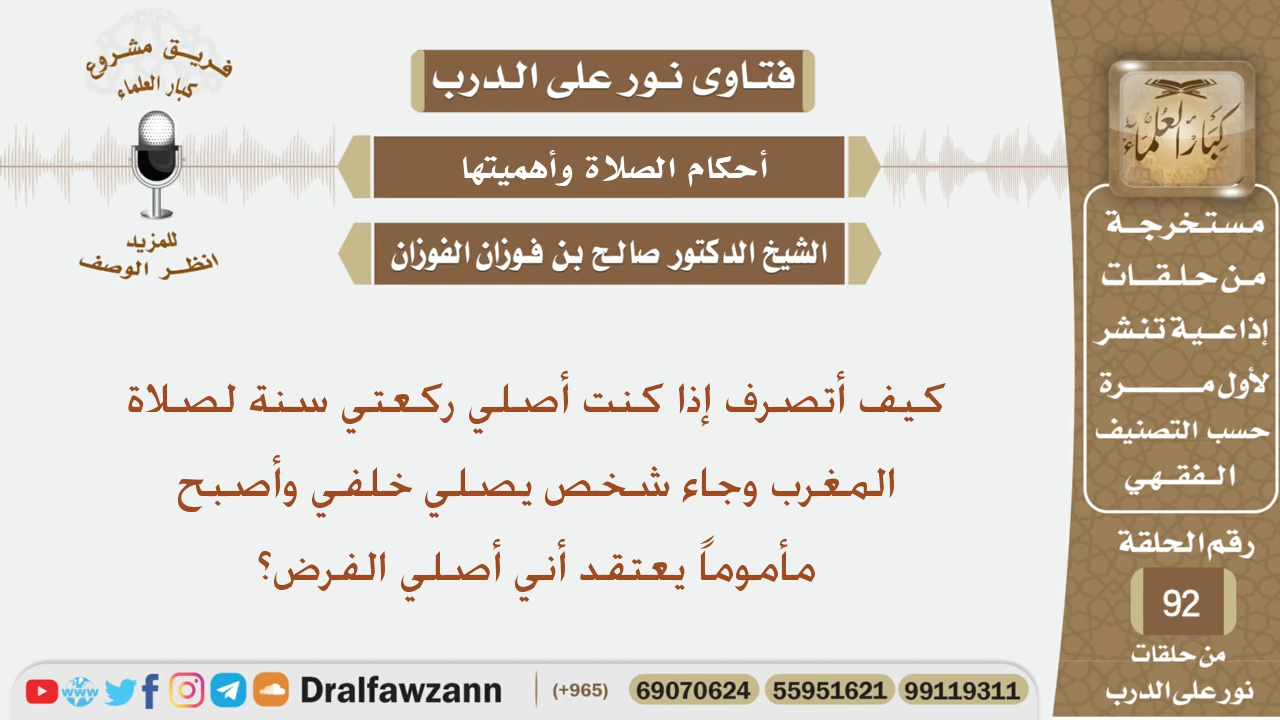 فريق مشروع
كبار العلماء
للمزيد
انظر الوصف
فتاوى نور على الدرب
أحكام الصلاة وأهميتها
الشيخ الدكتور صالح بن فوزان الفوزان
كيف أتصرف إذا كنت أصلي ركعتي سنة لصلاة
المغرب وجاء شخص يصلي خلفي وأصبح
مأموماً يعتقد أني أصلي الفرض؟
كبار العلماء
مستخرجة
من حلقات
إذاعية تنشر
لأول مرة
حسب التصنيف
الفقهي
رقم الحلقة
92
من حلقات
نور على الدرب
www
Dralfawzann
(+965)
69070624
55951621
99119311